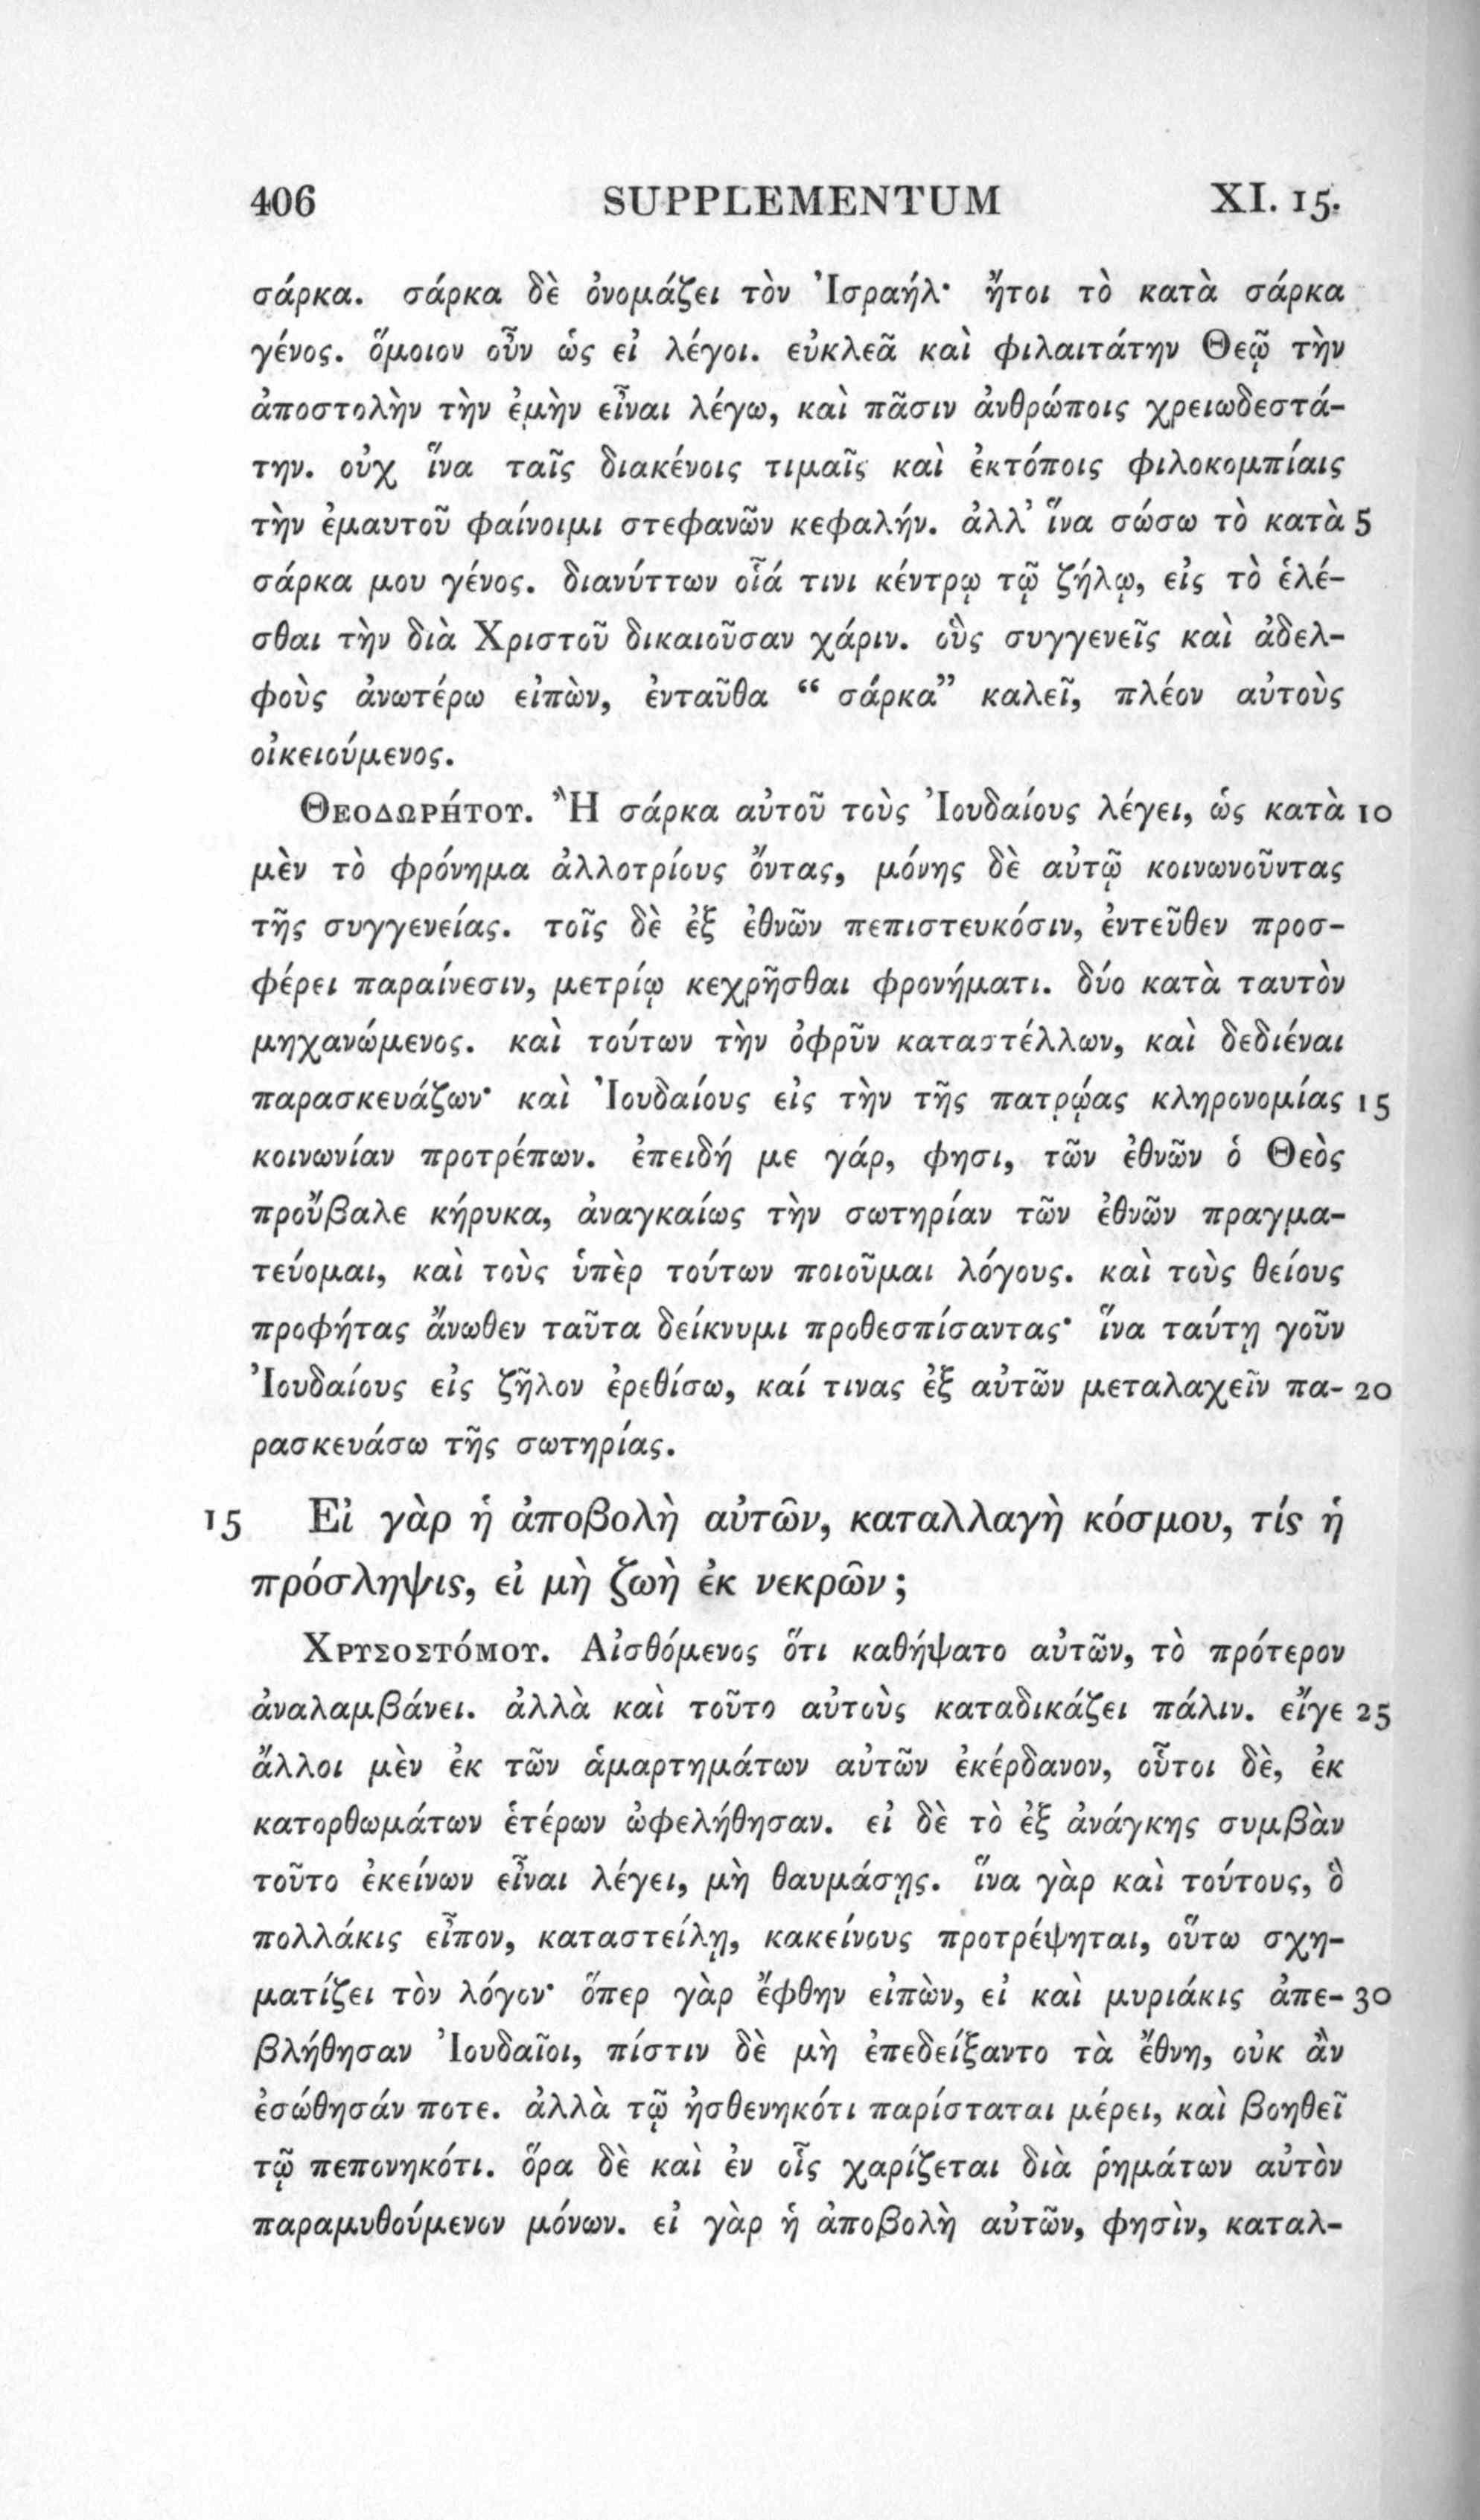 406 SUPPLEMENTUM XI. 15.
σάρκα. σάρκα δὲ ὀνομάζει τὸν Ἰσραήλ· ἤτοι τὸ κατὰ σάρκα
γένος. ὅμοιον οὖν ὡς εἰ λέγοι. εὐκλεᾶ καὶ φιλαιτάτην Θεῷ τὴν
ἀποστολὴν τὴν ἐμὴν εἶναι λέγω, καὶ πᾶσιν ἀνθρώποις χρειωδεστά-
την. οὐχ ἵνα ταῖς διακένοις τιμαῖς καὶ ἐκτόποις φιλοκομπίαις
τὴν ἐμαυτοῦ φαίνοιμι στεφανῶν κεφαλήν. ἀλλ’ ἵνα σώσω τὸ κατὰ 5
σάρκα μου γένος. διανύττων οἷά τινι κέντρῳ τῷ ζήλῳ, εἰς τὸ ἑλέ-
σθαι τὴν διὰ Χριστοῦ δικαιοῦσαν χάριν. οὓς συγγενεῖς καὶ ἀδελ-
φοὺς ἀνωτέρω εἰπὼν, ἐνταῦθα “ σάρκα” καλεῖ, πλέον αὐτοὺς
οἰκειούμενος.
Θεοδωρήτου. Ἢ σάρκα αὐτοῦ τοὺς Ἰουδαίους λέγει, ὡς κατὰ 10
μὲν τὸ φρόνημα ἀλλοτρίους ὄντας, μόνης δὲ αὐτῷ κοινωνοῦντας
τῆς συγγενείας. τοῖς δὲ ἐξ ἐθνῶν πεπιστευκόσιν, ἐντεῦθεν προσ-
φέρει παραίνεσιν, μετρίῳ κεχρῆσθαι φρονήματι. δύο κατὰ ταυτὸν
μηχανώμενος. καὶ τούτων τὴν ὀφρῦν καταστέλλων, καὶ δεδιέναι
παρασκευάζων· καὶ Ἰουδαίους εἰς τὴν τῆς πατρῴας κληρονομίας 15
κοινωνίαν προτρέπων. ἐπειδή με γάρ, φησι, τῶν ἐθνῶν ὁ Θεὸς
προὔβαλε κήρυκα, ἀναγκαίως τὴν σωτηρίαν τῶν ἐθνῶν πραγμα-
τεύομαι, καὶ τοὺς ὑπὲρ τούτων ποιοῦμαι λόγους. καὶ τοὺς θείους
προφήτας ἄνωθεν ταῦτα δείκνυμι προθεσπίσαντας· ἵνα ταύτῃ γοῦν
Ἰουδαίους εἰς ζῆλον ἐρεθίσω, καί τινας ἐξ αὐτῶν μεταλαχεῖν πα- 20
ρασκευάσω τῆς σωτηρίας.
15 Εἰ γὰρ ἡ ἀποβολὴ αὐτῶν, καταλλαγὴ κόσμου, τίς ἡ
πρόσληψις, εἰ μὴ ζωὴ ἐκ νεκρῶν;
Χρυσοστόμου. Αἰσθόμενος ὅτι καθήψατο αὐτῶν, τὸ πρότερον
ἀναλαμβάνει. ἀλλὰ καὶ τοῦτο αὐτοὺς καταδικάζει πάλιν. εἴγε 25
ἄλλοι μὲν ἐκ τῶν ἁμαρτημάτων αὐτῶν ἐκέρδανον, οὗτοι δὲ, ἐκ
κατορθωμάτων ἑτέρων ὠφελήθησαν. εἰ δὲ τὸ ἐξ ἀνάγκης συμβὰν
τοῦτο ἐκείνων εἶναι λέγει, μὴ θαυμάσῃς. ἵνα γὰρ καὶ τούτους, ὃ
πολλάκις εἶπον, καταστείλῃ, κακείνους προτρέψηται, οὕτω σχη-
ματίζει τὸν λόγον· ὅπερ γὰρ ἔφθην εἰπὼν, εἰ καὶ μυριάκις ἀπε- 30
βλήθησαν Ἰουδαῖοι, πίστιν δὲ μὴ ἐπεδείξαντο τὰ ἔθνη, οὐκ ἂν
ἐσώθησάν ποτε. ἀλλὰ τῷ ἠσθενηκότι παρίσταται μέρει, καὶ βοηθεῖ
τῷ πεπονηκότι. ὅρα δὲ καὶ ἐν οἷς χαρίζεται διὰ ῥημάτων αὐτὸν
παραμυθούμενον μόνων. εἰ γὰρ ἡ ἀποβολὴ αὐτῶν, φησὶν, καταλ-